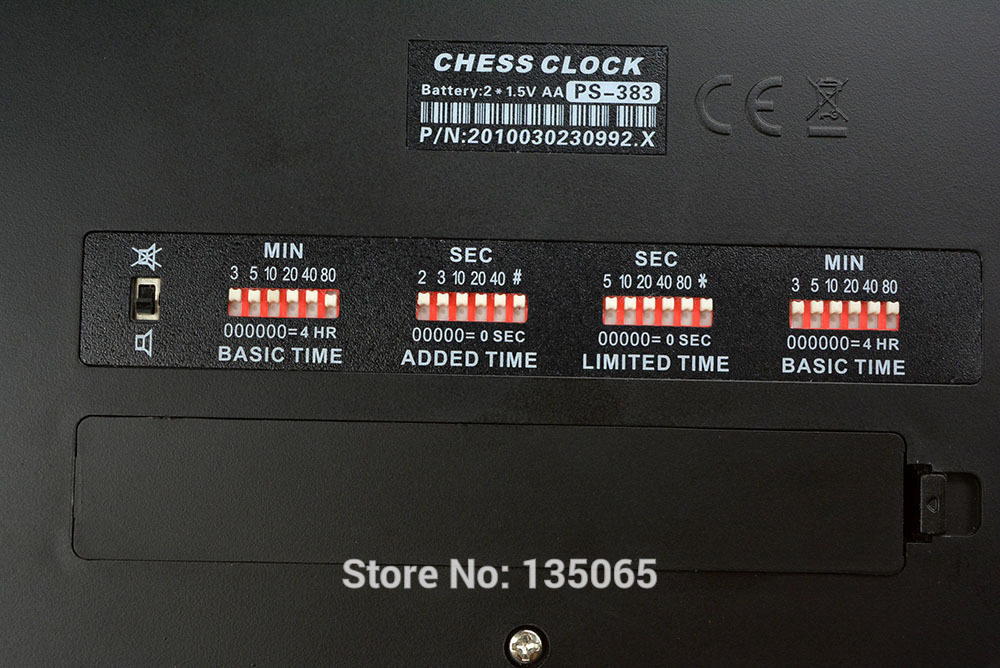 CHESS CLOCK
Battery:2*1.5V AA PS-383
P/N:2010030230992.X
CE
MIN
3 5 10 20 40 80
000000=4 HR
BASIC TIME
SEC
2 3 10 20 40 #
00000=0 SEC
ADDED TIME
SEC
5 10 20 40 80 *
00000=0 SEC
LIMITED TIME
MIN
3 5 10 20 40 80
000000=4 HR
BASIC TIME
Store No: 135065